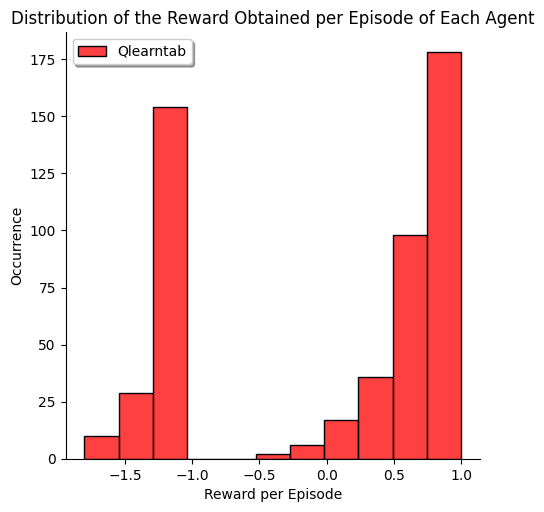 Distribution of the Reward Obtained per Episode of Each Agent
Qlearntab
175
150
125
100
75
50
25
0
Occurrence
−1.5 −1.0 −0.5 0.0 0.5 1.0
Reward per Episode